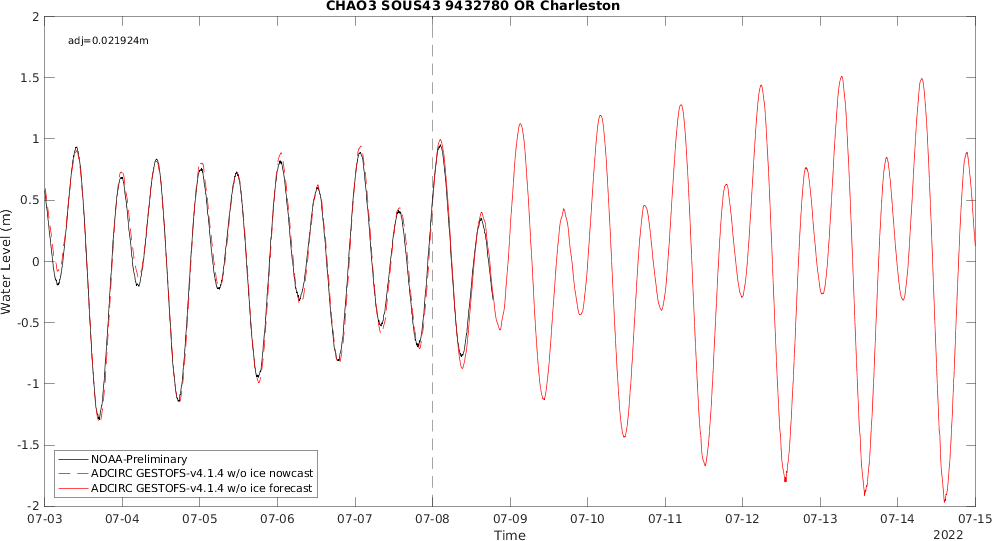 CHAO3 SOUS43 9432780 OR Charleston
adj=0.021924m
2
1.5
1
0.5
0
-0.5
-1
-1.5
-2
Water Level (m)
NOAA-Preliminary
ADCIRC GESTOFS-v4.1.4 w/o ice nowcast
ADCIRC GESTOFS-v4.1.4 w/o ice forecast
07-03 07-04 07-05 07-06 07-07 07-08 07-09 07-10 07-11 07-12 07-13 07-14 07-15
Time
2022